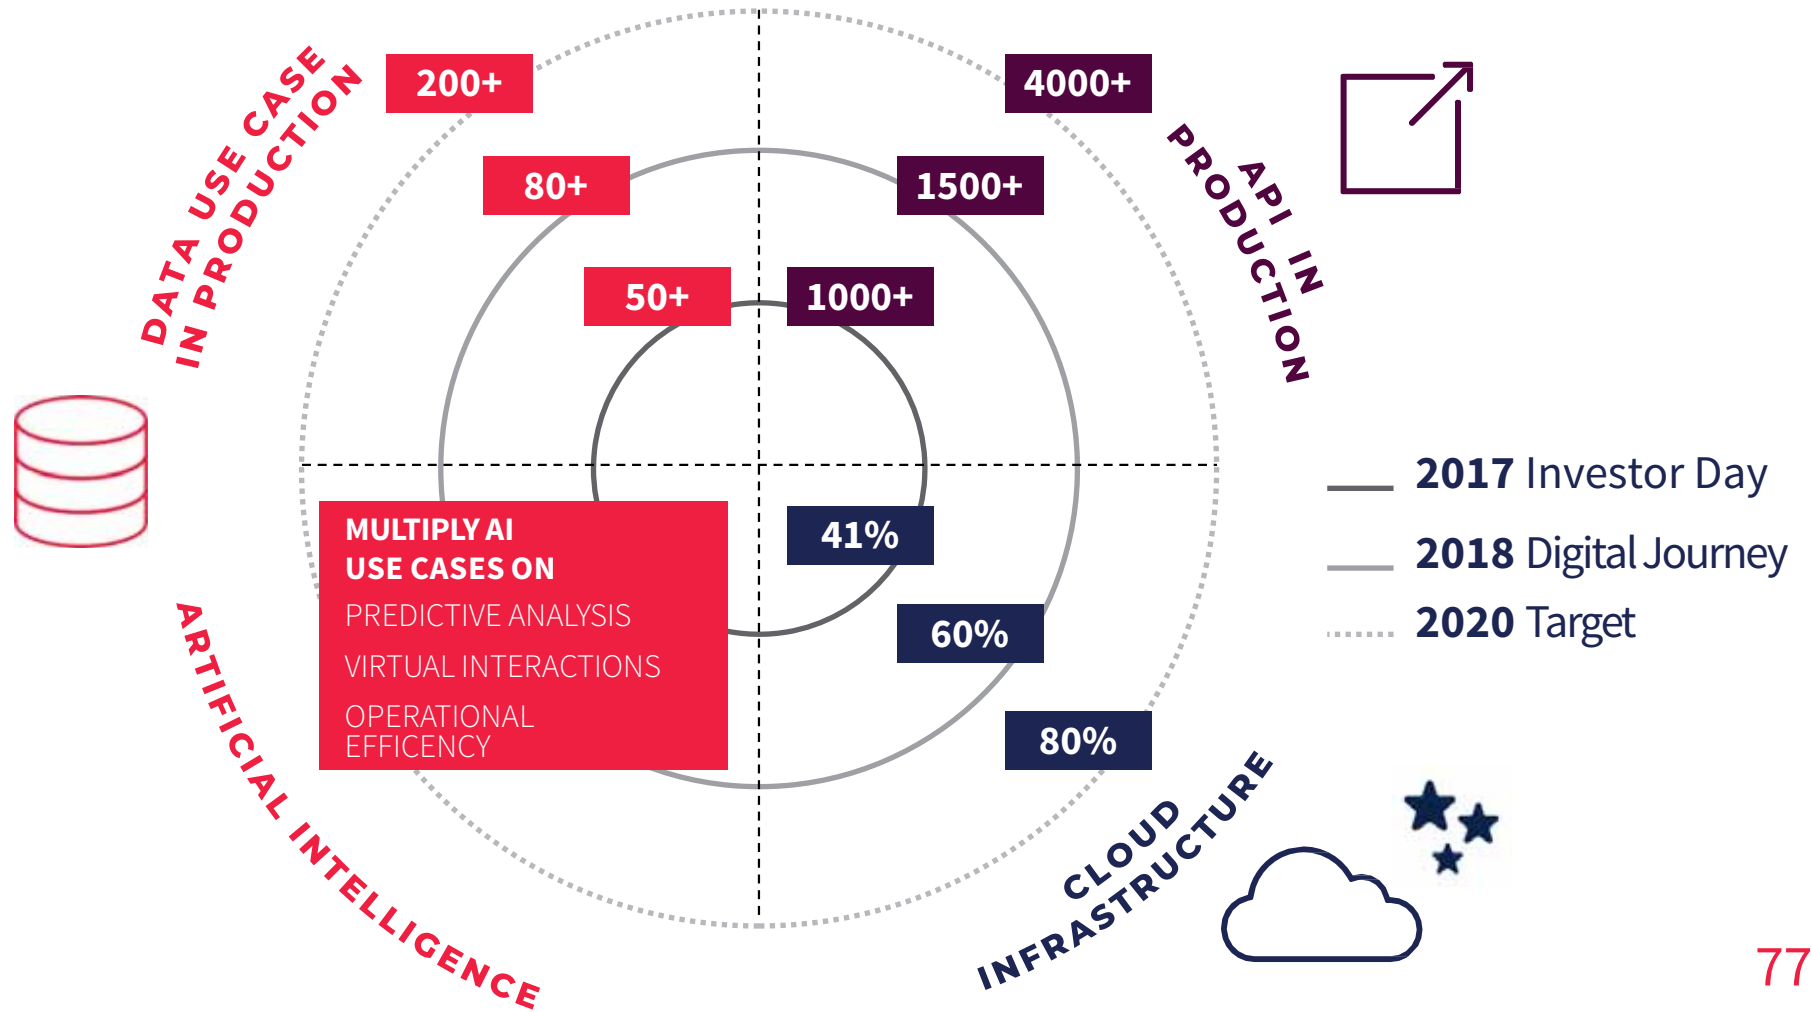 DATA USE CASE
IN PRODUCTION
200+
80+
50+
4000+
1500+
1000+
API IN
PRODUCTION
MULTIPLY AI
USE CASES ON
PREDICTIVE ANALYSIS
VIRTUAL INTERACTIONS
OPERATIONAL
EFFICENCY
ARTIFICIAL INTELLIGENCE
41%
60%
80%
CLOUD
INFRASTRUCTURE
2017 Investor Day
2018 Digital Journey
2020 Target
77